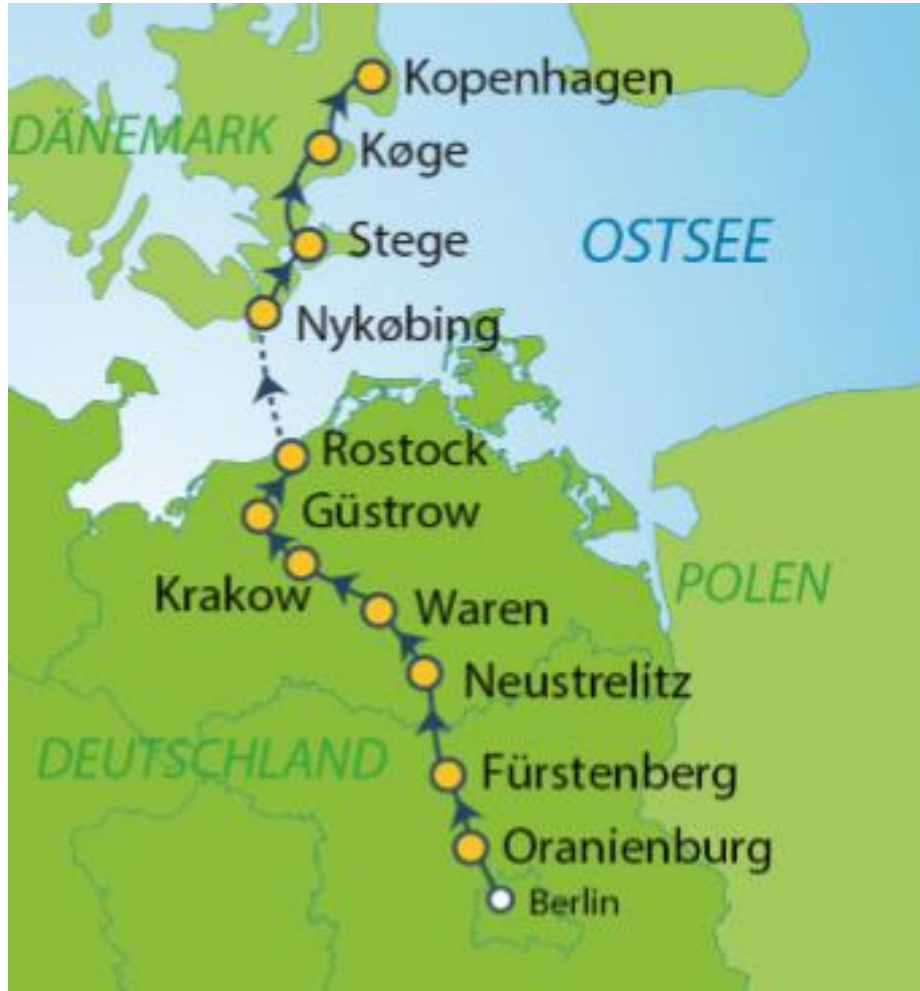 Kopenhagen
DÄNEMARK
Køge
Stege
OSTSEE
Nykøbing
Rostock
Güstrow
Krakow
Waren
POLEN
Neustrelitz
DEUTSCHLAND
Fürstenberg
Oranienburg
Berlin